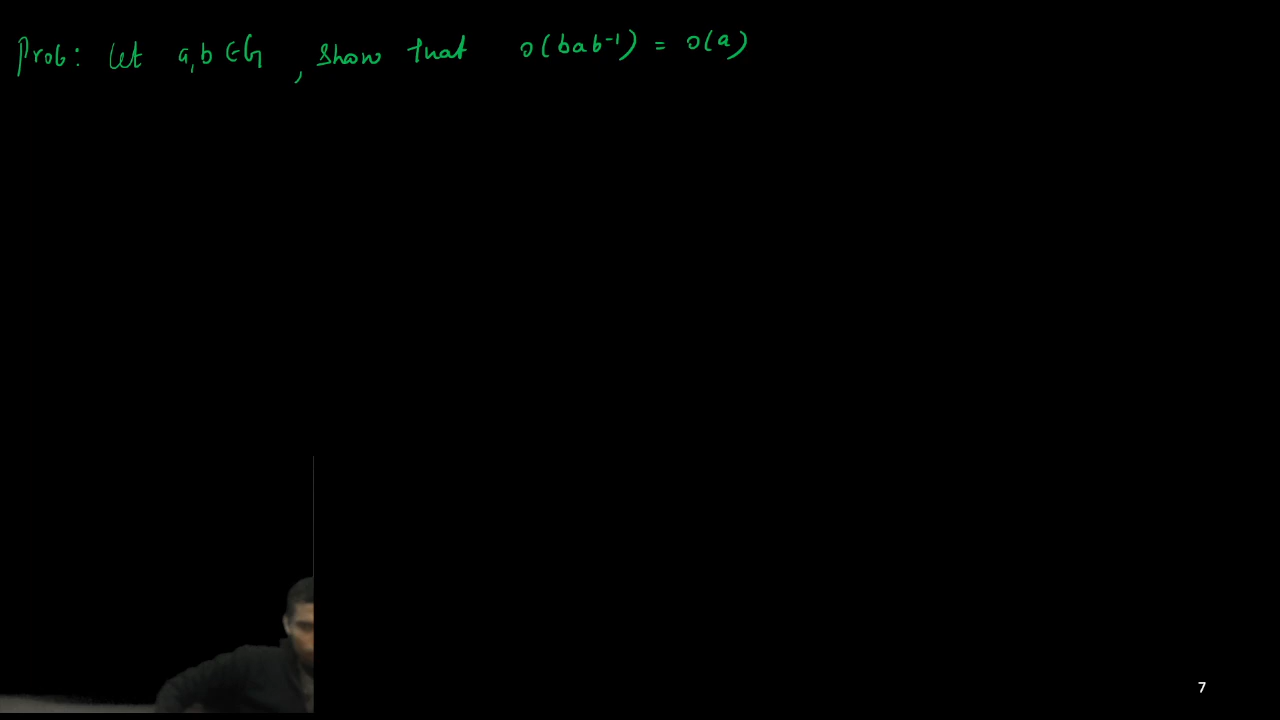 Prob: Let a,b ∈ G, show that o(bab⁻¹) = o(a)
7